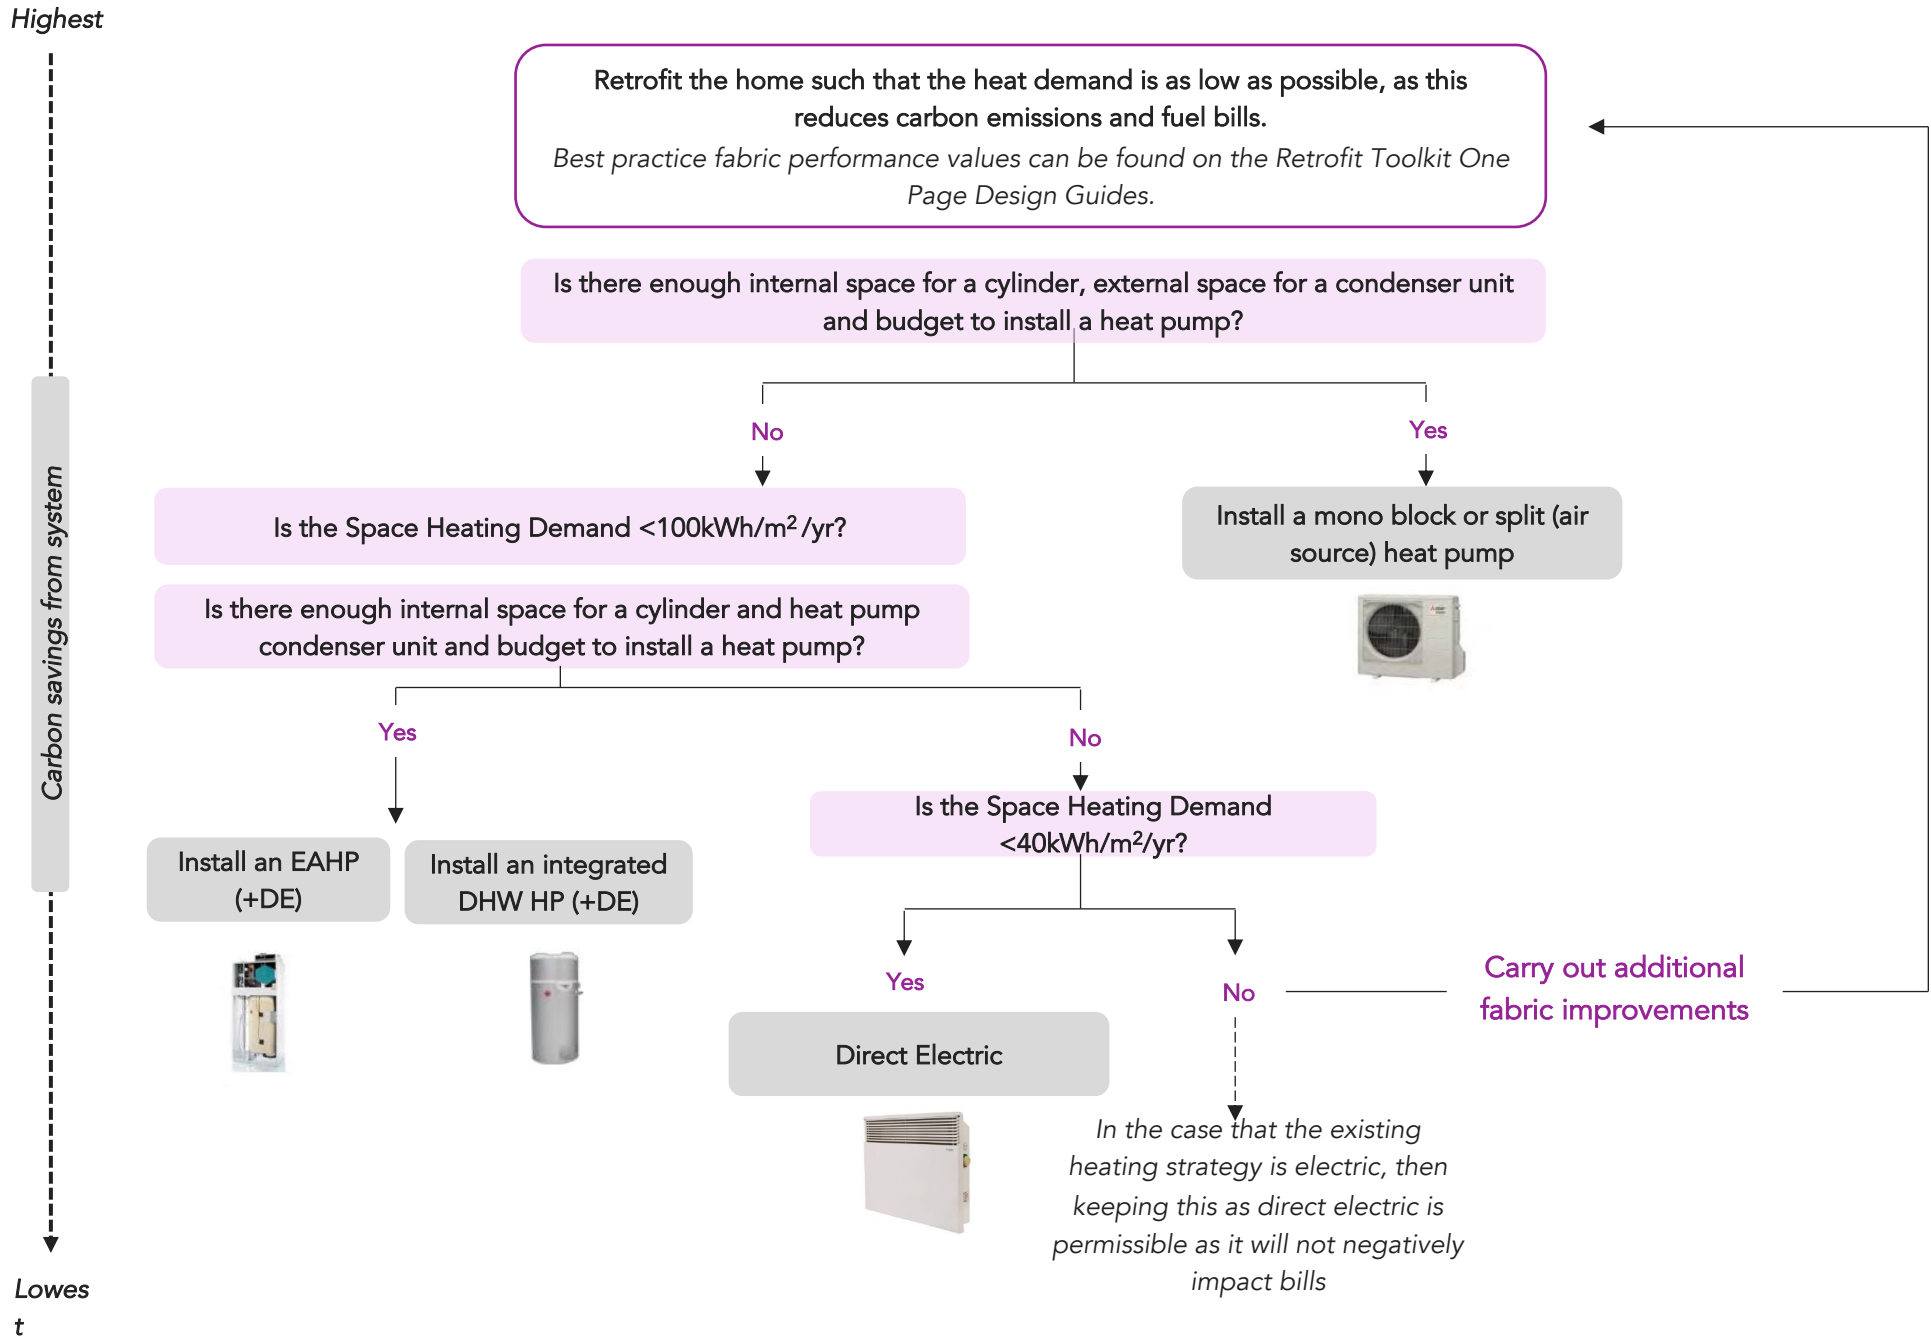 Highest
Retrofit the home such that the heat demand is as low as possible, as this
reduces carbon emissions and fuel bills.
Best practice fabric performance values can be found on the Retrofit Toolkit One
Page Design Guides.
Is there enough internal space for a cylinder, external space for a condenser unit
and budget to install a heat pump?
No
Yes
Carbon savings from system
Is the Space Heating Demand <100kWh/m² /yr?
Install a mono block or split (air
source) heat pump
Is there enough internal space for a cylinder and heat pump
condenser unit and budget to install a heat pump?
Yes
No
Is the Space Heating Demand
<40kWh/m²/yr?
Install an EAHP
(+DE)
Install an integrated
DHW HP (+DE)
Yes
No
Carry out additional
fabric improvements
Direct Electric
In the case that the existing
heating strategy is electric, then
keeping this as direct electric is
permissible as it will not negatively
impact bills
Lowes
t